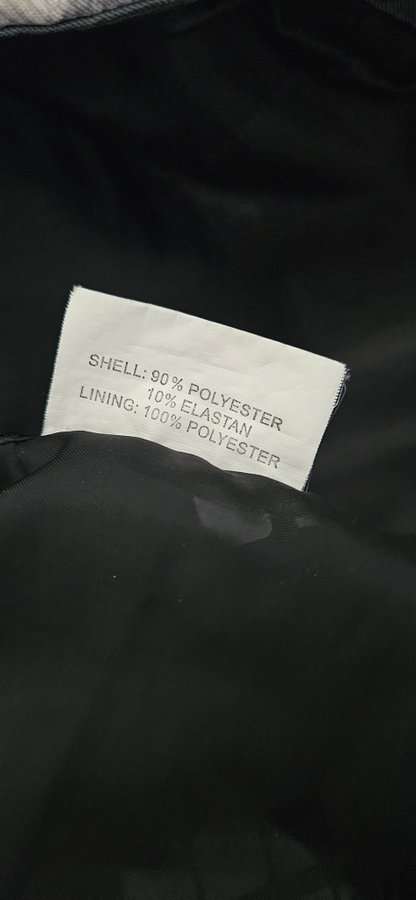 SHELL: 90% POLYESTER
10% ELASTAN
LINING: 100% POLYESTER